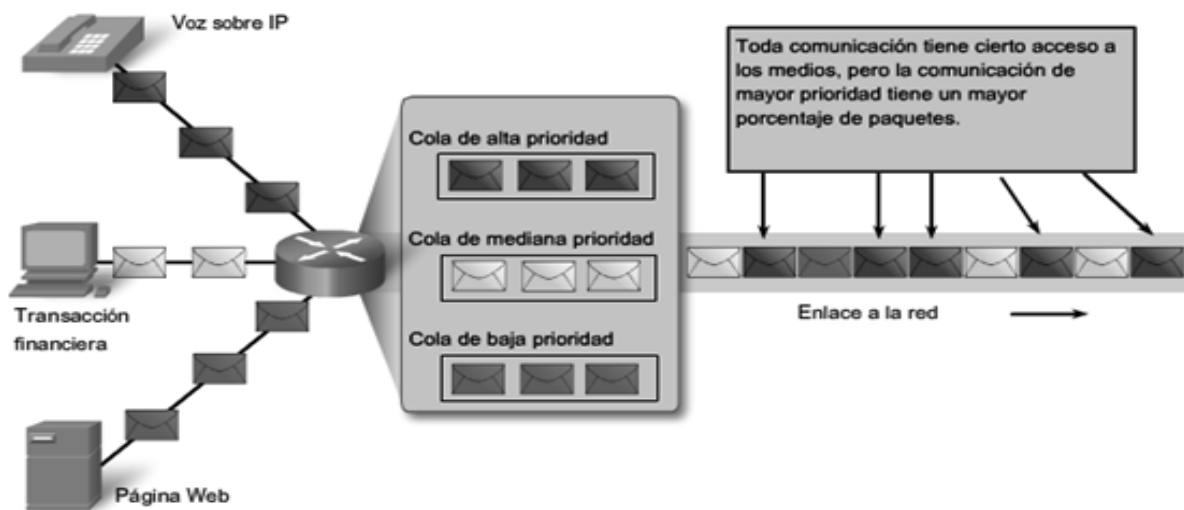 Voz sobre IP
Toda comunicación tiene cierto acceso a
los medios, pero la comunicación de
mayor prioridad tiene un mayor
porcentaje de paquetes.
Cola de alta prioridad
Cola de mediana prioridad
Transacción
financiera
Enlace a la red
Cola de baja prioridad
Página Web